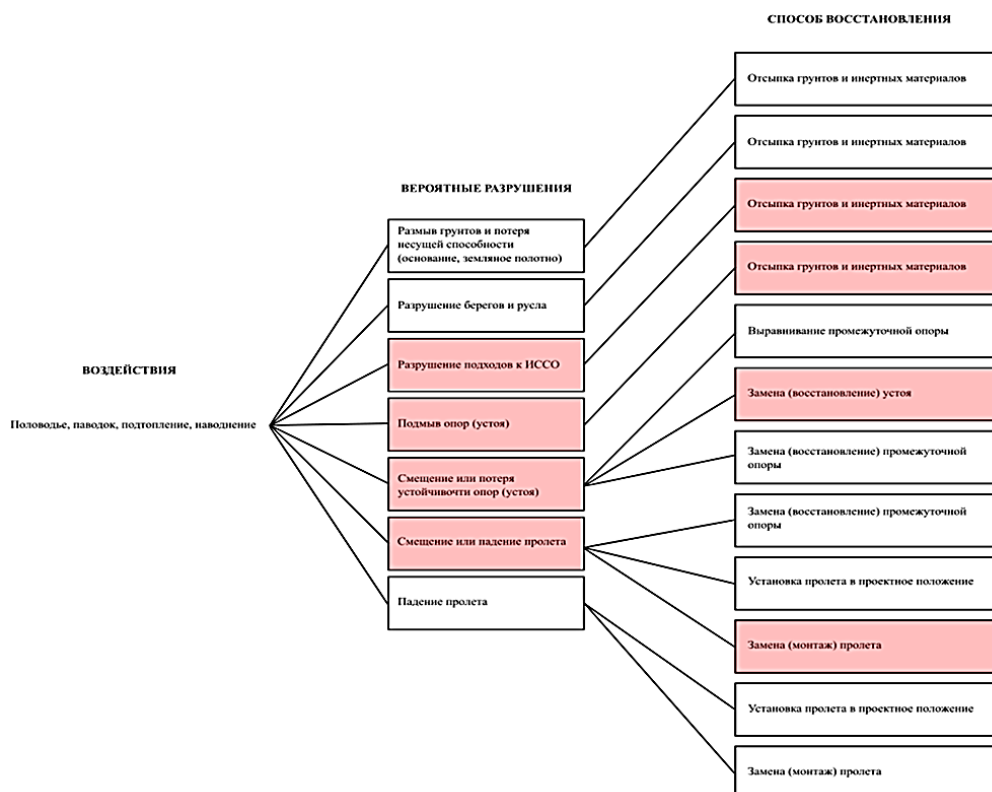 СПОСОБ ВОССТАНОВЛЕНИЯ
Отсыпка грунтов и инертных материалов
Отсыпка грунтов и инертных материалов
ВЕРОЯТНЫЕ РАЗРУШЕНИЯ
Отсыпка грунтов и инертных материалов
Размыв грунтов и потеря
несущей способности
(основание, земляное полотно)
Отсыпка грунтов и инертных материалов
Разрушение берегов и русла
Выравнивание промежуточной опоры
ВОЗДЕЙСТВИЯ
Разрушение подходов к ИССО
Замена (восстановление) устоя
Половодье, паводок, подтопление, наводнение
Подмыв опор (устоя)
Замена (восстановление) промежуточной
опоры
Смещение или потеря
устойчивочти опор (устоя)
Замена (восстановление) промежуточной
опоры
Смещение или падение пролета
Установка пролета в проектное положение
Падение пролета
Замена (монтаж) пролета
Установка пролета в проектное положение
Замена (монтаж) пролета